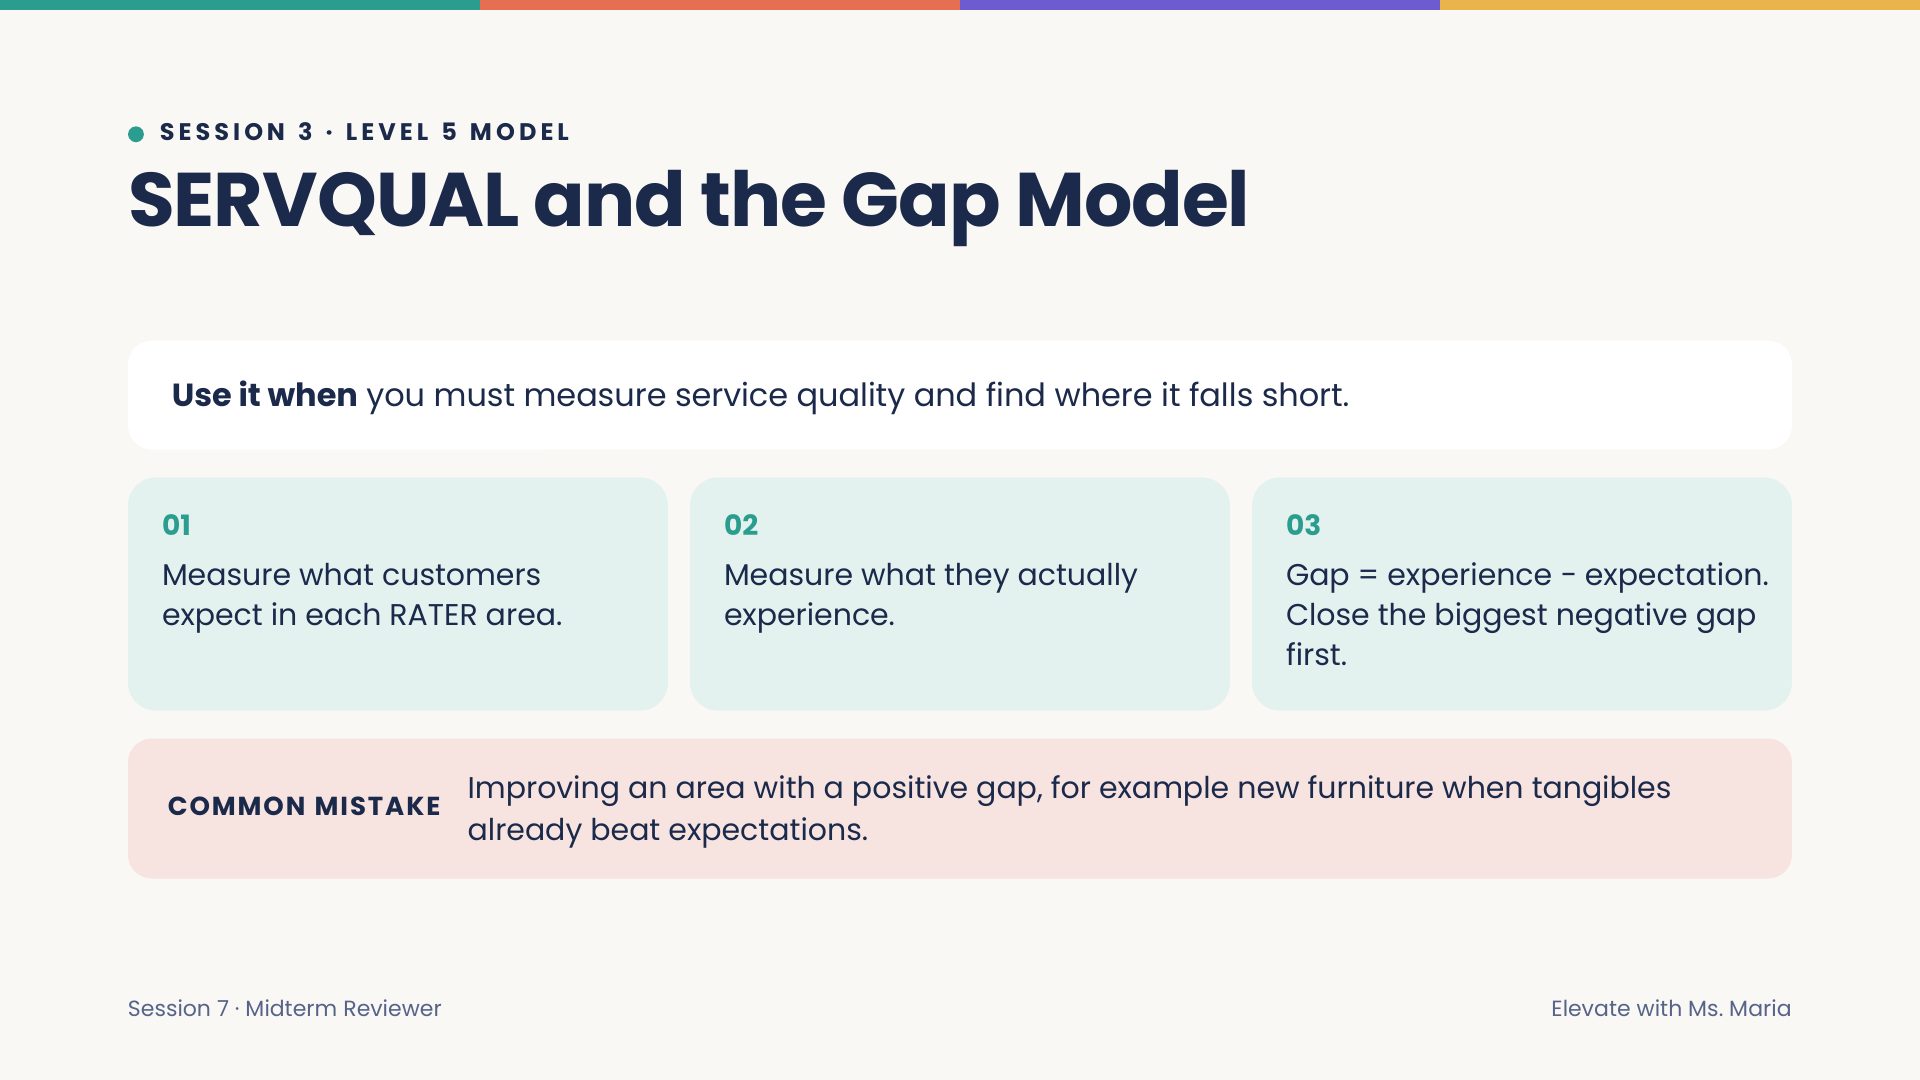 SESSION 3 · LEVEL 5 MODEL
SERVQUAL and the Gap Model
Use it when you must measure service quality and find where it falls short.
01
Measure what customers
expect in each RATER area.
02
Measure what they actually
experience.
03
Gap = experience − expectation.
Close the biggest negative gap
first.
COMMON MISTAKE
Improving an area with a positive gap, for example new furniture when tangibles
already beat expectations.
Session 7 · Midterm Reviewer
Elevate with Ms. Maria